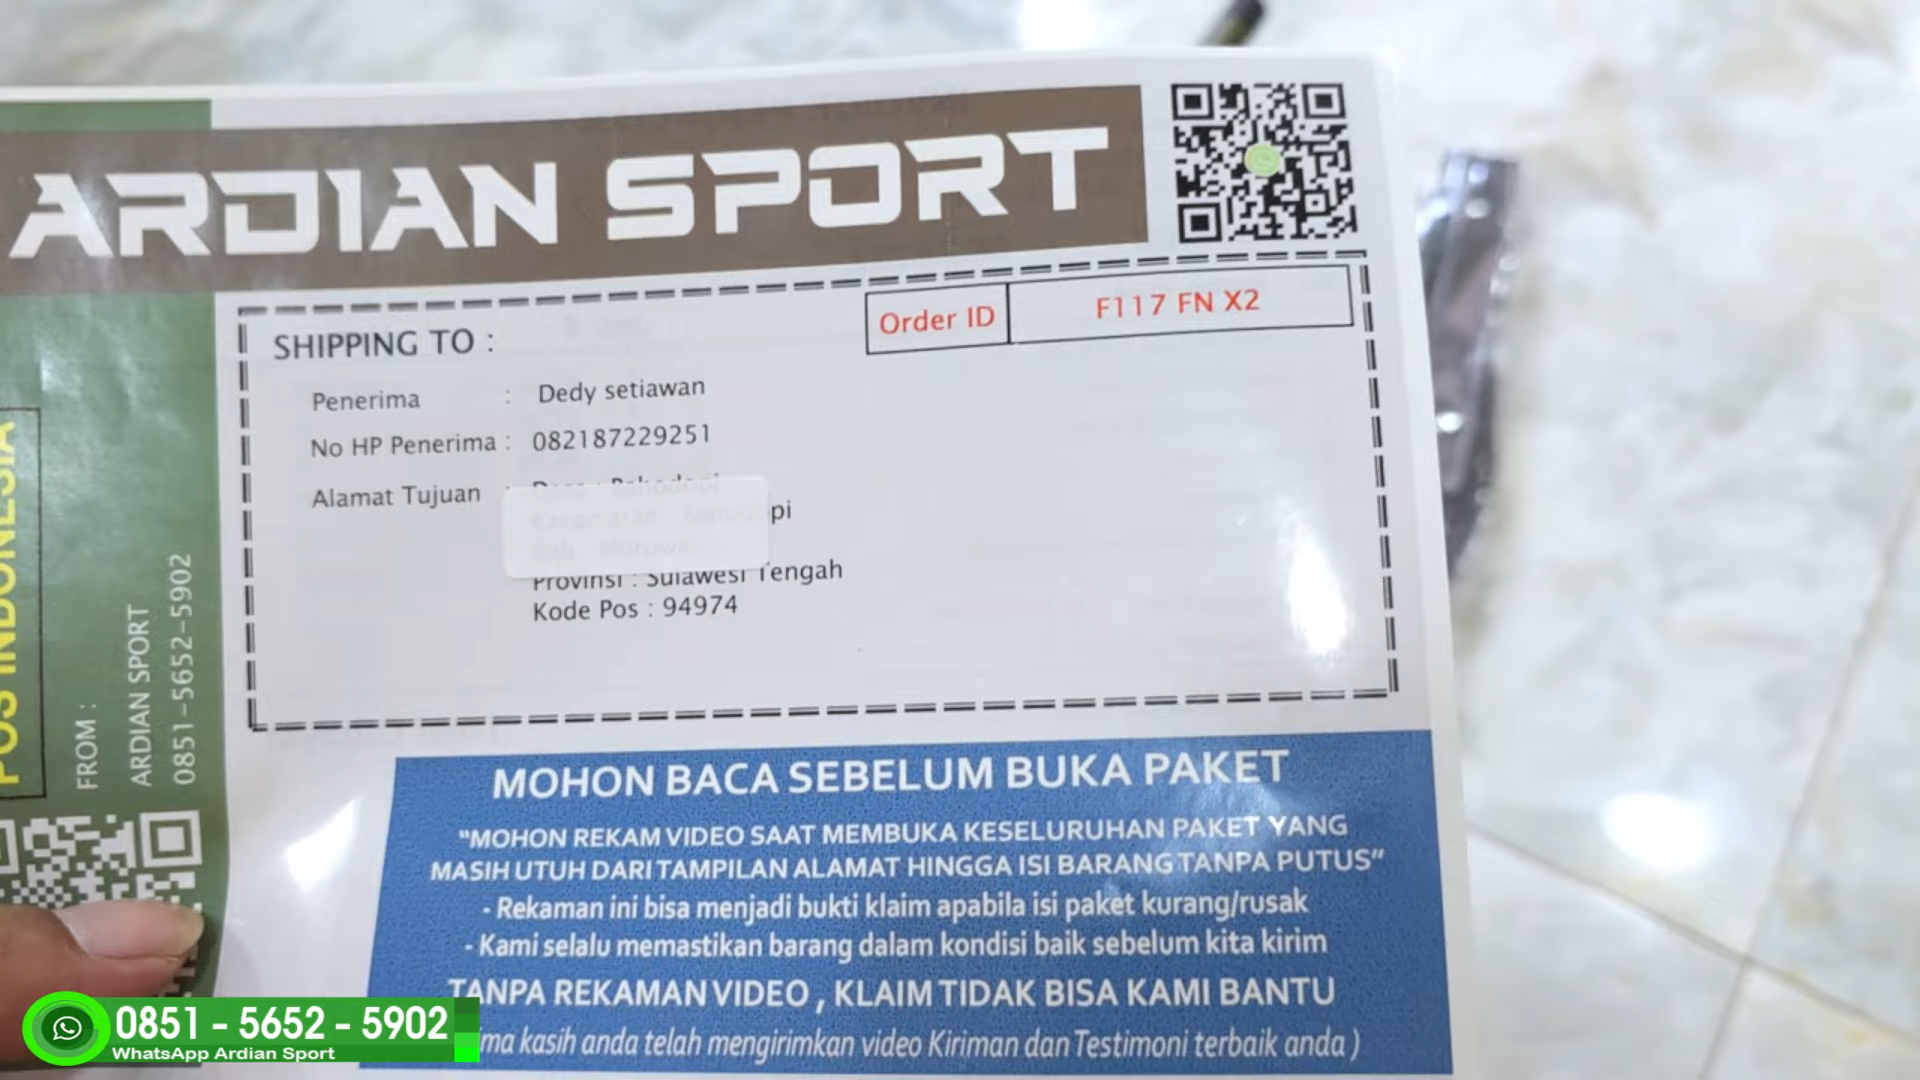 ARDIAN SPORT
Order ID
F117 FN X2
SHIPPING TO :
Penerima : Dedy setiawan
No HP Penerima : 082187229251
Alamat Tujuan :
pi
Provinsi : Sulawesi Tengah
Kode Pos : 94974
POS INDONESIA
FROM :
ARDIAN SPORT
0851-5652-5902
MOHON BACA SEBELUM BUKA PAKET
"MOHON REKAM VIDEO SAAT MEMBUKA KESELURUHAN PAKET YANG
MASIH UTUH DARI TAMPILAN ALAMAT HINGGA ISI BARANG TANPA PUTUS"
- Rekaman ini bisa menjadi bukti klaim apabila isi paket kurang/rusak
- Kami selalu memastikan barang dalam kondisi baik sebelum kita kirim
TANPA REKAMAN VIDEO , KLAIM TIDAK BISA KAMI BANTU
ma kasih anda telah mengirimkan video Kiriman dan Testimoni terbaik anda )
0851 - 5652 - 5902
WhatsApp Ardian Sport